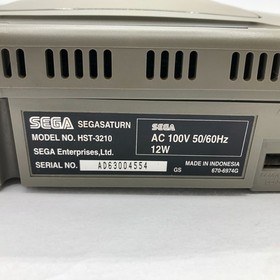 SEGA SEGASATURN
MODEL NO. HST-3210
SEGA Enterprises,Ltd.
SERIAL NO. AD63004554
SEGA
AC 100V 50/60Hz
12W
MADE IN INDONESIA
GS 670-6974G